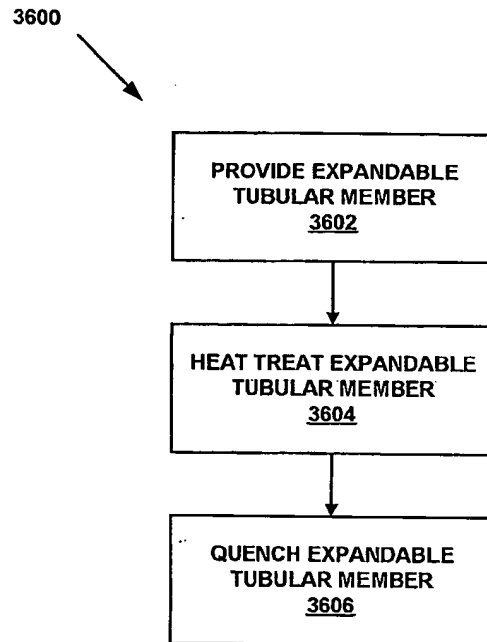 3600
PROVIDE EXPANDABLE
TUBULAR MEMBER
3602
HEAT TREAT EXPANDABLE
TUBULAR MEMBER
3604
QUENCH EXPANDABLE
TUBULAR MEMBER
3606